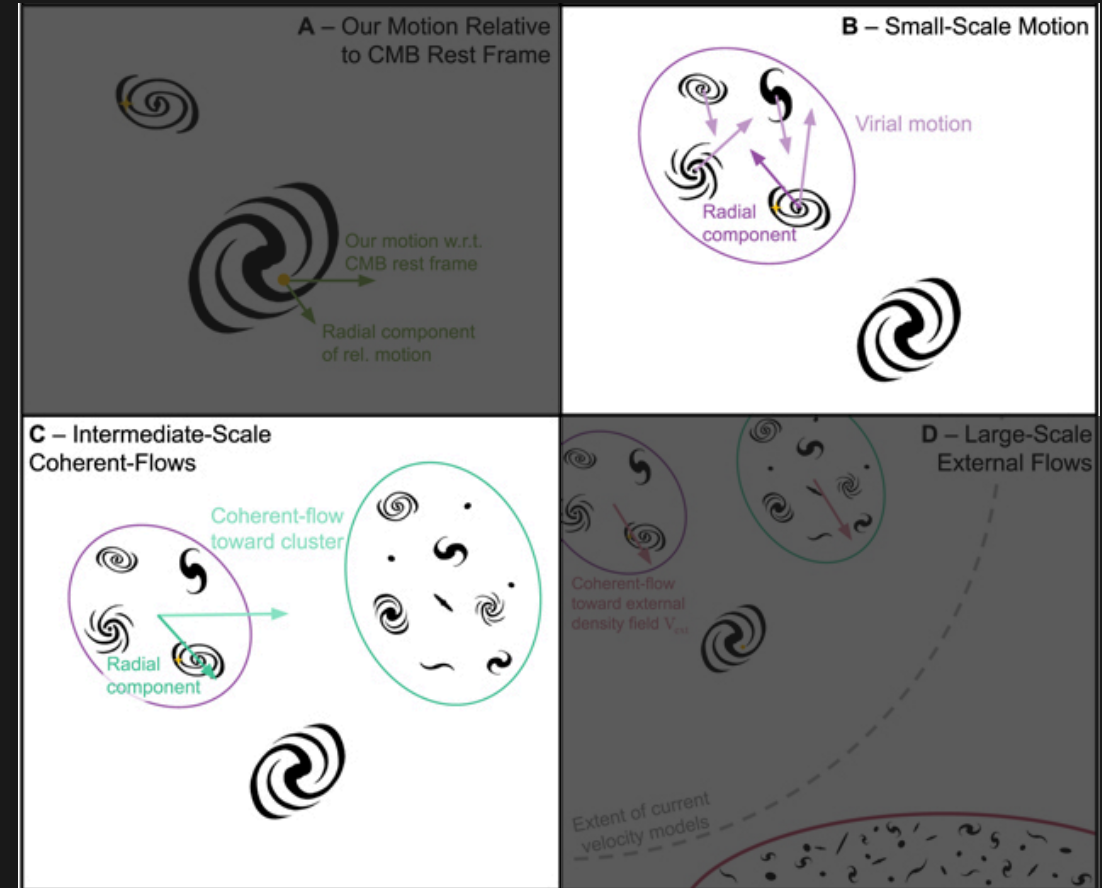 A – Our Motion Relative
to CMB Rest Frame
Our motion w.r.t.
CMB rest frame
Radial component
of rel. motion
B – Small-Scale Motion
Virial motion
Radial
component
C – Intermediate-Scale
Coherent-Flows
Coherent-flow
toward cluster
Radial
component
D – Large-Scale
External Flows
Coherent-flow
toward external
density field V_ext
Extent of current
velocity models